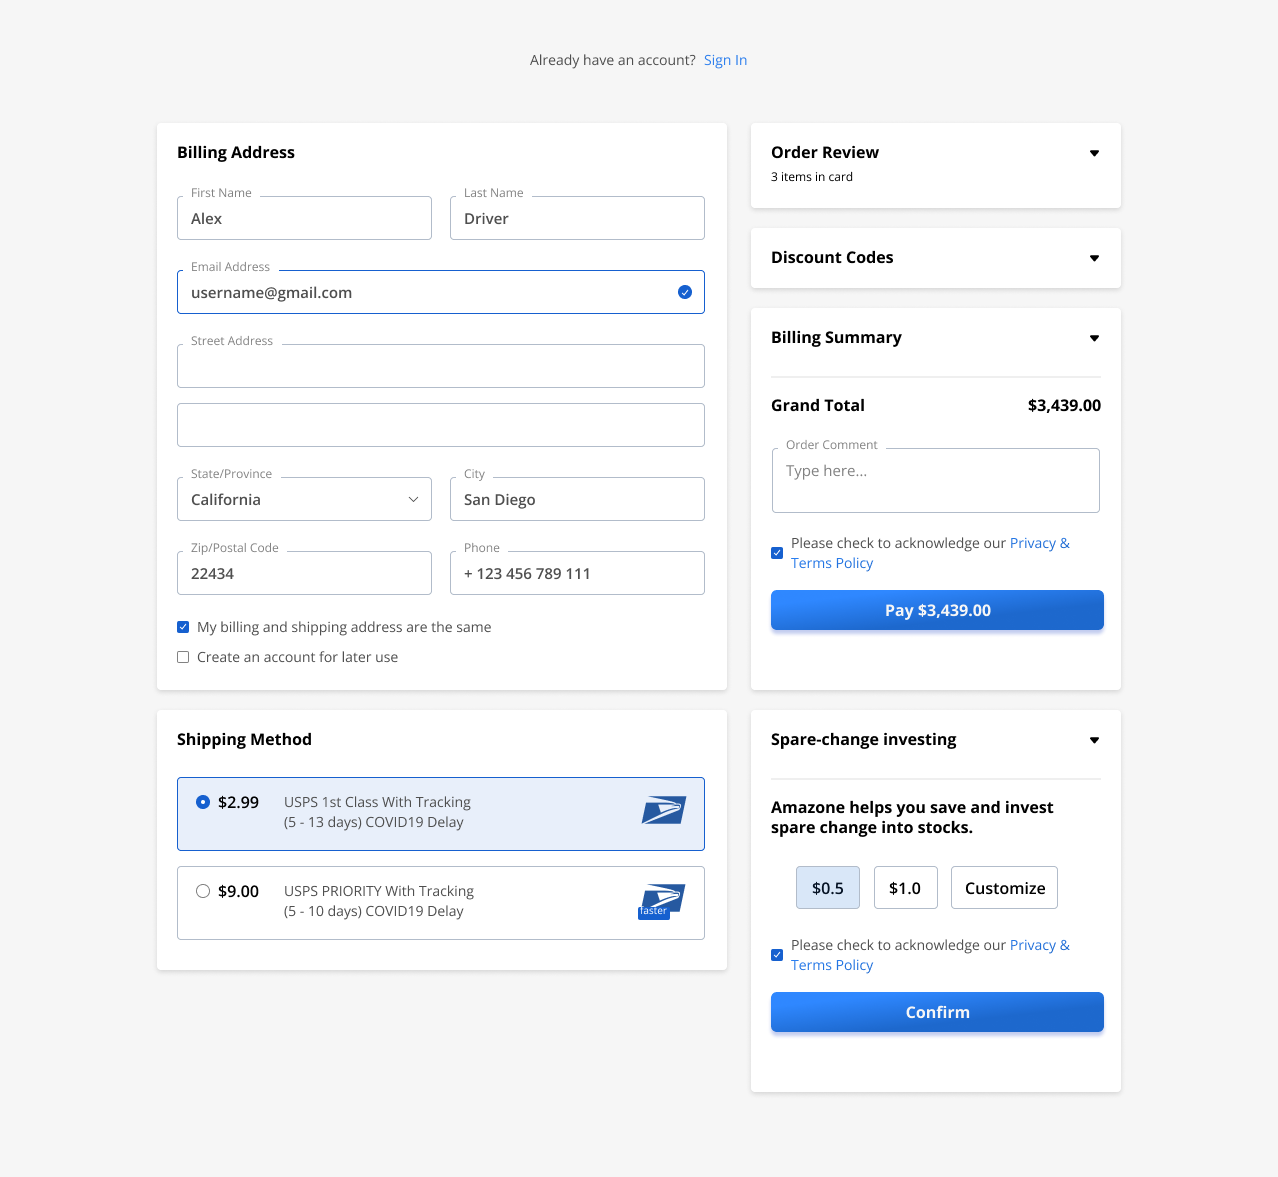 Already have an account? Sign In
Billing Address
First Name
Alex
Last Name
Driver
Email Address
username@gmail.com
Street Address
State/Province
California
City
San Diego
Zip/Postal Code
22434
Phone
+ 123 456 789 111
My billing and shipping address are the same
Create an account for later use
Shipping Method
$2.99
USPS 1st Class With Tracking
(5 - 13 days) COVID19 Delay
$9.00
USPS PRIORITY With Tracking
(5 - 10 days) COVID19 Delay
faster
Order Review
3 items in card
Discount Codes
Billing Summary
Grand Total $3,439.00
Order Comment
Type here...
Please check to acknowledge our Privacy &
Terms Policy
Pay $3,439.00
Spare-change investing
Amazone helps you save and invest
spare change into stocks.
$0.5 $1.0 Customize
Please check to acknowledge our Privacy &
Terms Policy
Confirm